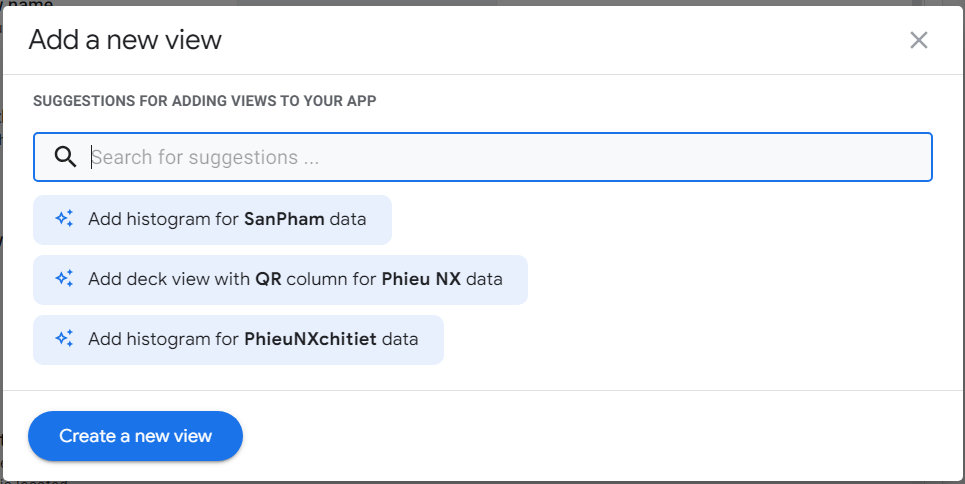 Add a new view
SUGGESTIONS FOR ADDING VIEWS TO YOUR APP
Search for suggestions ...
Add histogram for SanPham data
Add deck view with QR column for Phieu NX data
Add histogram for PhieuNXchitiet data
Create a new view